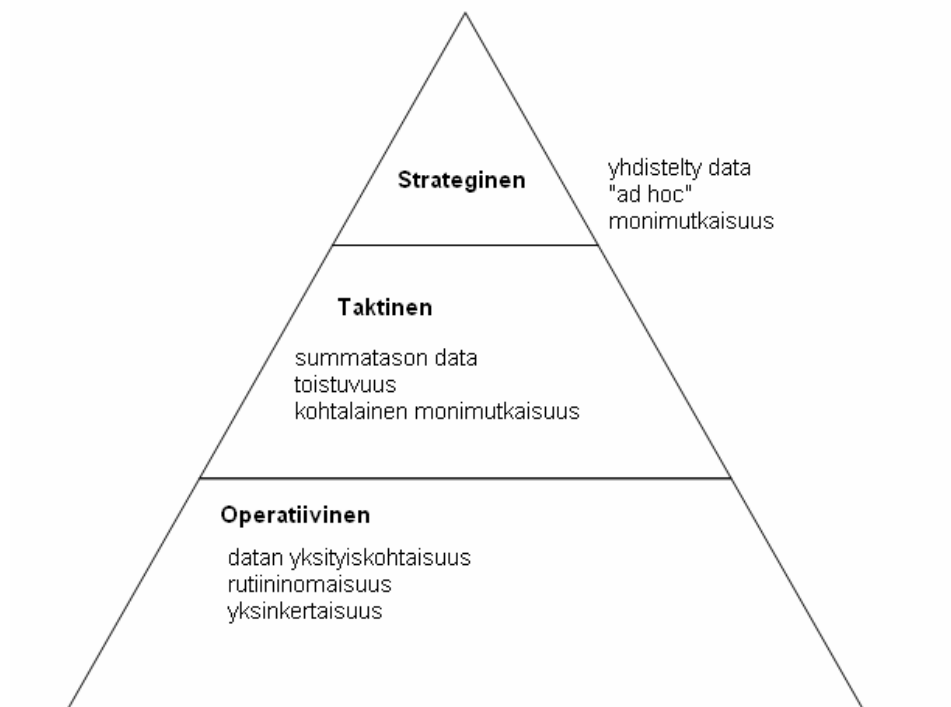 Strateginen
yhdistelty data
"ad hoc"
monimutkaisuus
Taktinen
summatason data
toistuvuus
kohtalainen monimutkaisuus
Operatiivinen
datan yksityiskohtaisuus
rutiininomaisuus
yksinkertaisuus